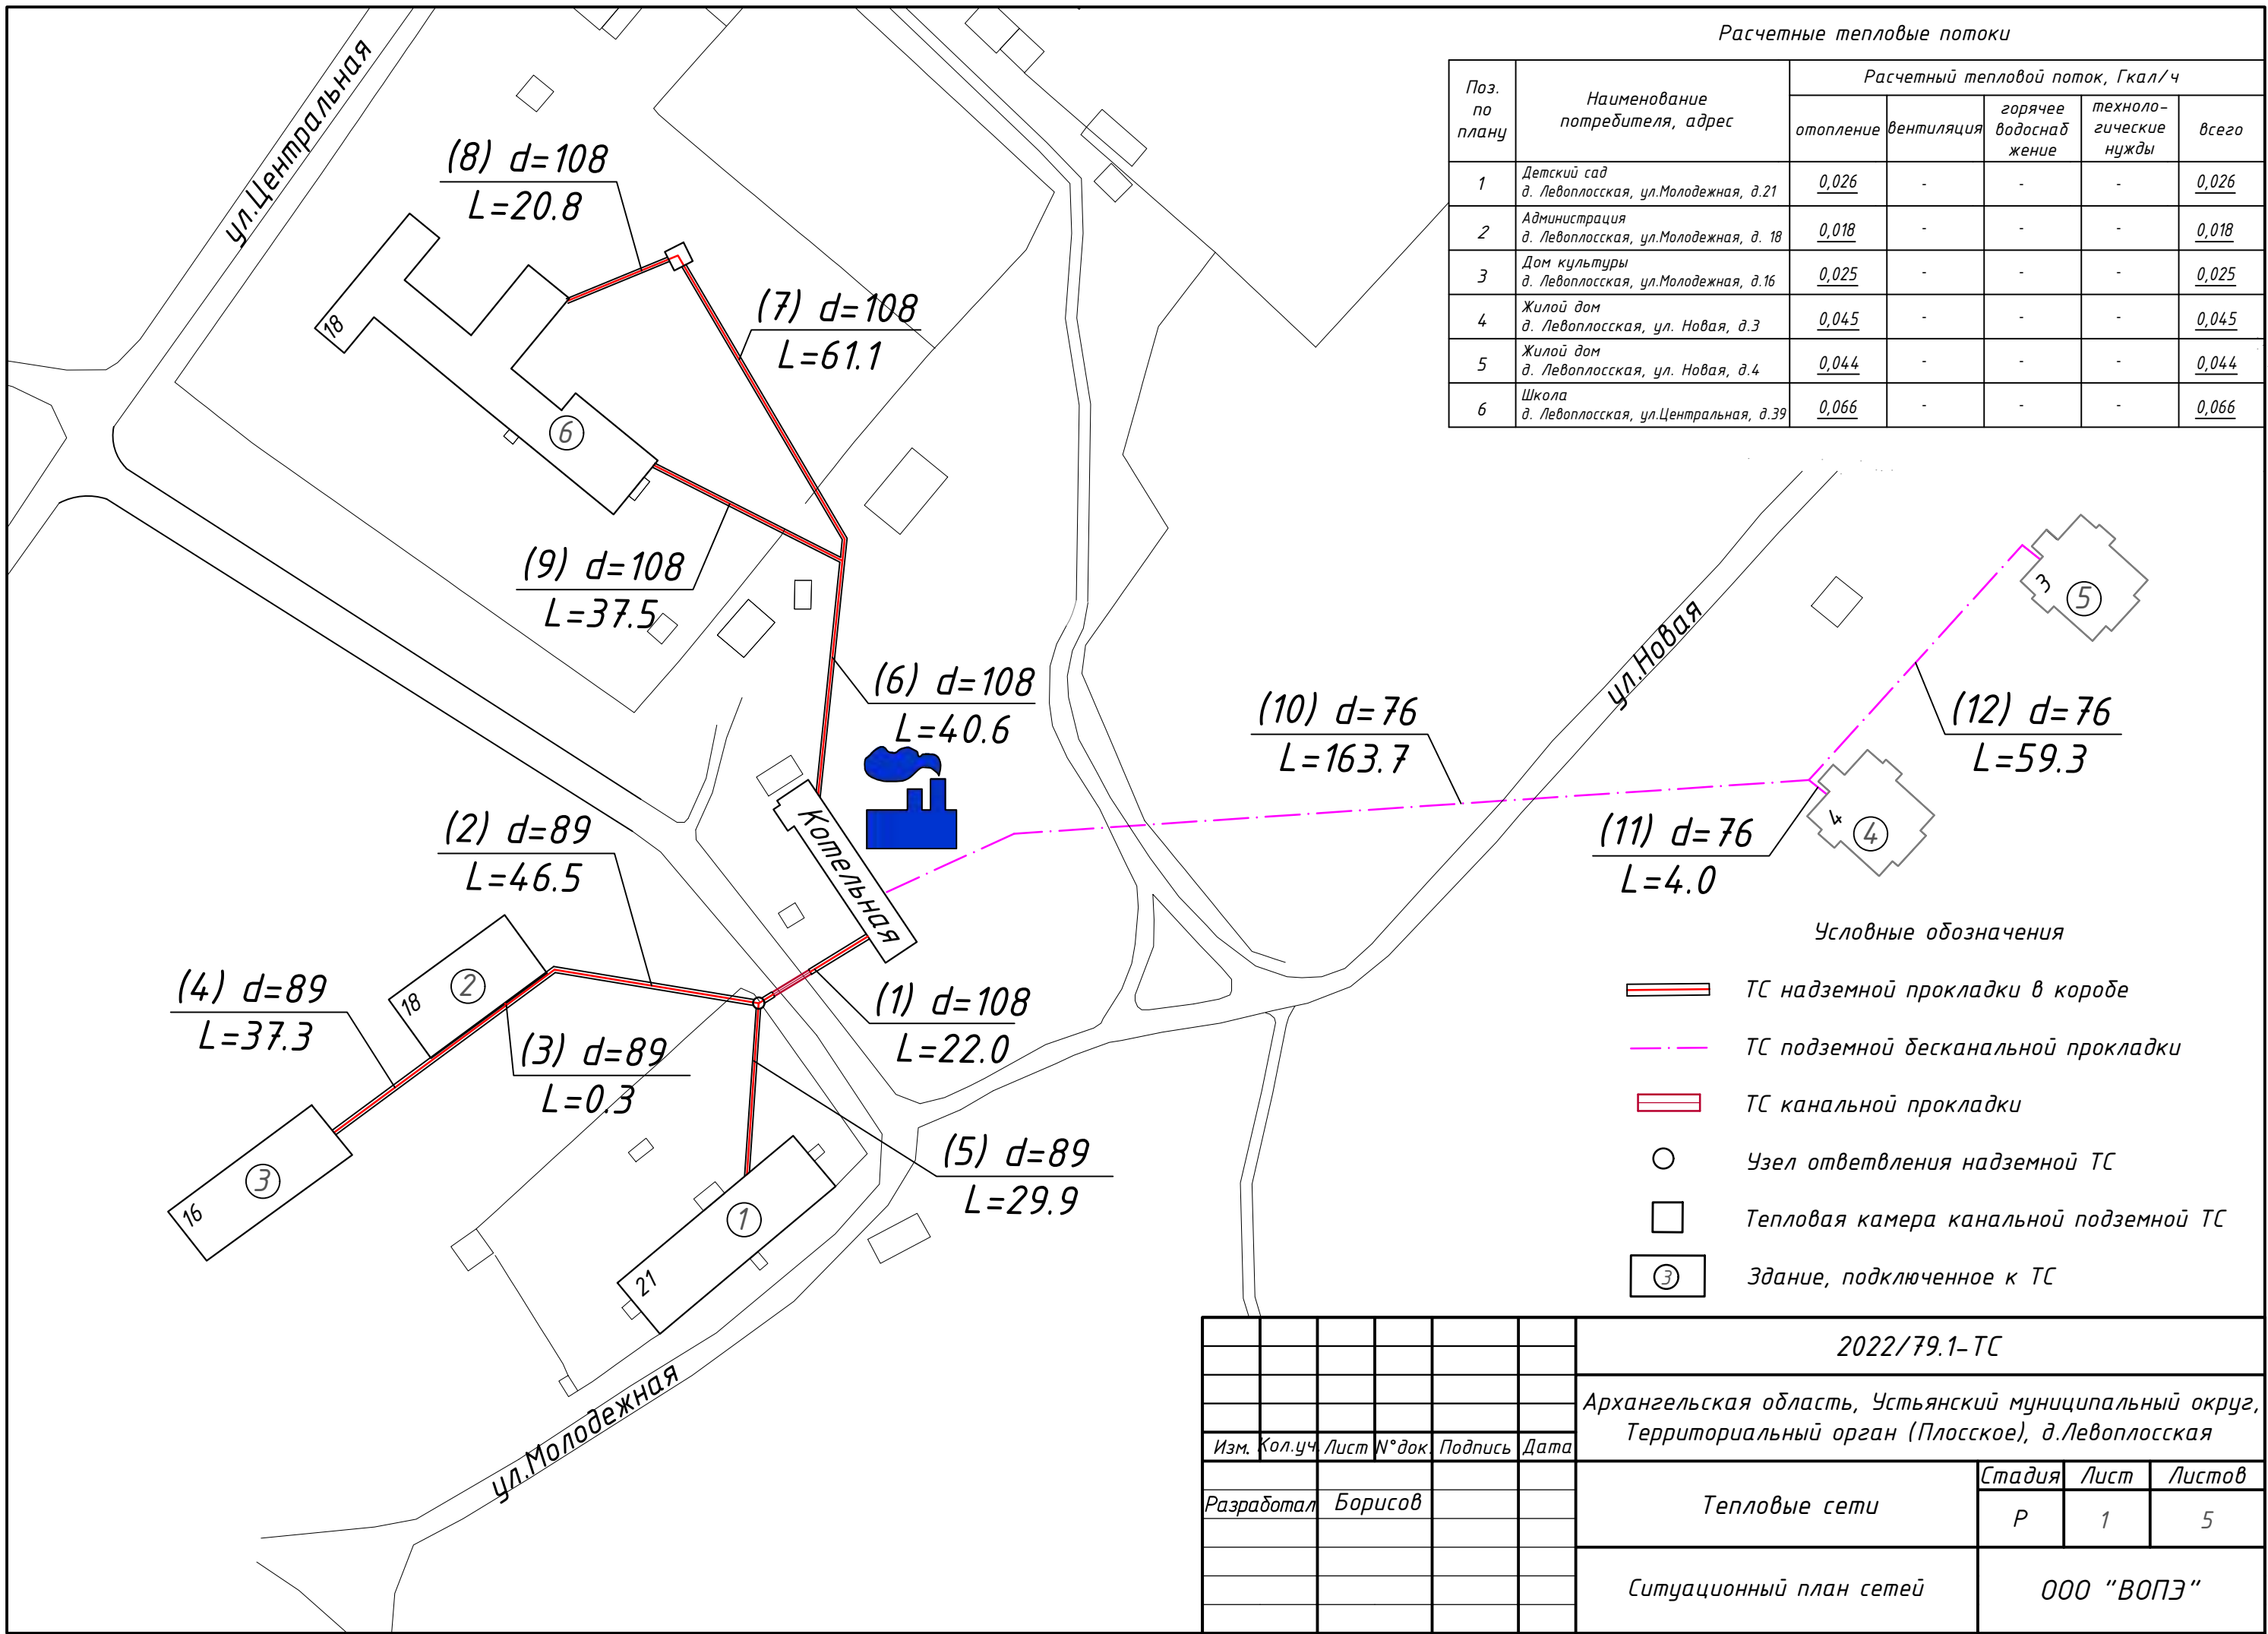 Расчетные тепловые потоки
Поз.
по
плану
Наименование
потребителя, адрес
Расчетный тепловой поток, Гкал/ч
отопление
вентиляция
горячее
водоснаб
жение
техноло-
гические
нужды
всего
1
Детский сад
д. Левоплосская, ул.Молодежная, д.21
0,026
-
-
-
0,026
2
Администрация
д. Левоплосская, ул.Молодежная, д. 18
0,018
-
-
-
0,018
3
Дом культуры
д. Левоплосская, ул.Молодежная, д.16
0,025
-
-
-
0,025
4
Жилой дом
д. Левоплосская, ул. Новая, д.3
0,045
-
-
-
0,045
5
Жилой дом
д. Левоплосская, ул. Новая, д.4
0,044
-
-
-
0,044
6
Школа
д. Левоплосская, ул.Центральная, д.39
0,066
-
-
-
0,066
ул.Центральная
(8) d=108
L=20.8
(7) d=108
L=61.1
18
6
(9) d=108
L=37.5
(6) d=108
L=40.6
ул.Новая
3
5
(10) d=76
L=163.7
(12) d=76
L=59.3
(11) d=76
L=4.0
4
4
Котельная
(2) d=89
L=46.5
(4) d=89
L=37.3
18
2
(3) d=89
L=0.3
(1) d=108
L=22.0
(5) d=89
L=29.9
16
3
21
1
ул.Молодежная
Условные обозначения
ТС надземной прокладки в коробе
ТС подземной бесканальной прокладки
ТС канальной прокладки
Узел ответвления надземной ТС
Тепловая камера канальной подземной ТС
3
Здание, подключенное к ТС
2022/79.1-ТС
Архангельская область, Устьянский муниципальный округ,
Территориальный орган (Плосское), д.Левоплосская
Изм. Кол.уч. Лист N°док. Подпись Дата
Разработал Борисов
Тепловые сети
Стадия Лист Листов
Р 1 5
Ситуационный план сетей
ООО "ВОПЭ"